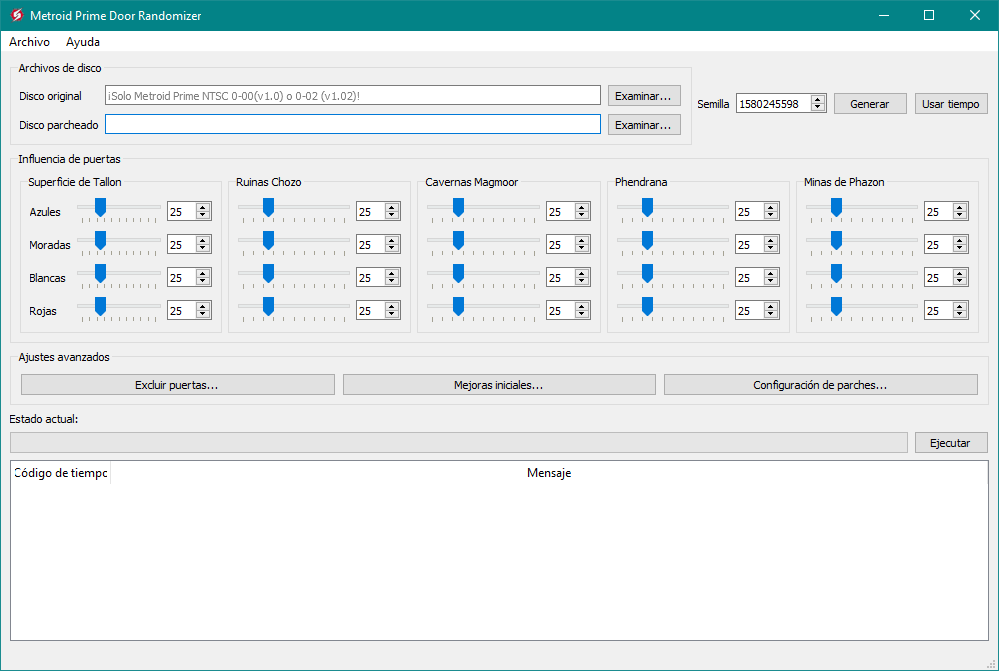 Metroid Prime Door Randomizer
Archivo Ayuda
Archivos de disco
Disco original ¡Solo Metroid Prime NTSC 0-00(v1.0) o 0-02 (v1.02)! Examinar...
Semilla 1580245598 Generar Usar tiempo
Disco parcheado Examinar...
Influencia de puertas
Superficie de Tallon Ruinas Chozo Cavernas Magmoor Phendrana Minas de Phazon
Azules 25 25 25 25 25
Moradas 25 25 25 25 25
Blancas 25 25 25 25 25
Rojas 25 25 25 25 25
Ajustes avanzados
Excluir puertas... Mejoras iniciales... Configuración de parches...
Estado actual:
Ejecutar
Código de tiempo Mensaje